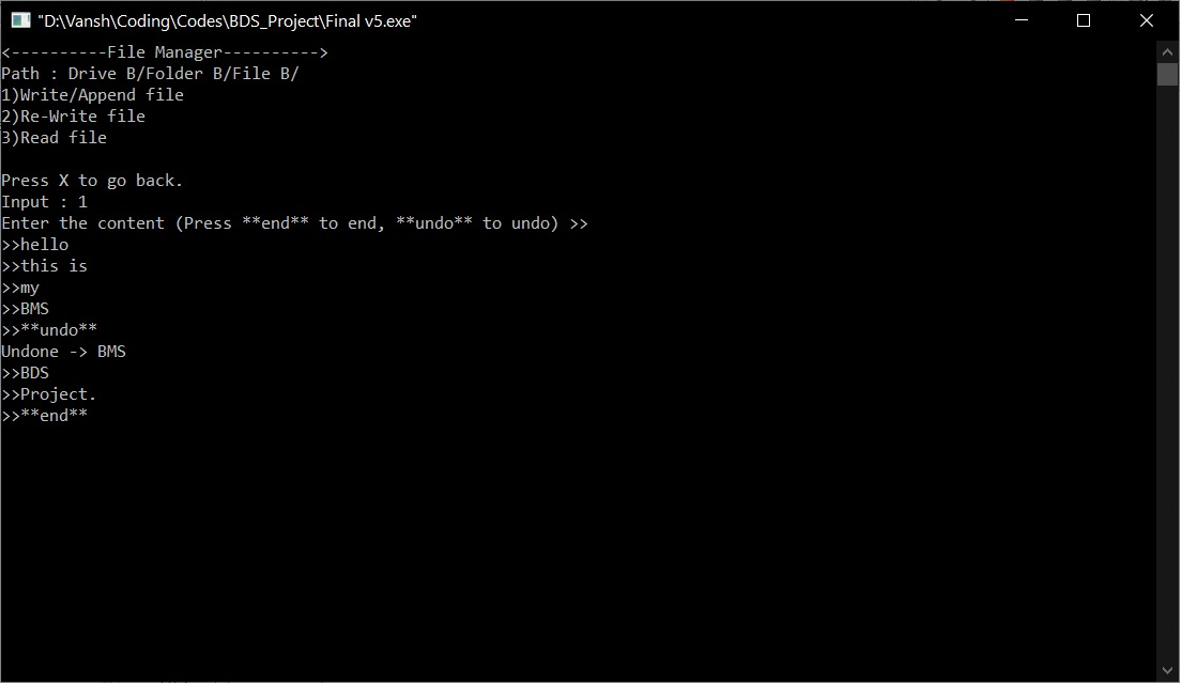 "D:\Vansh\Coding\Codes\BDS_Project\Final v5.exe"
<----------File Manager---------->
Path : Drive B/Folder B/File B/
1)Write/Append file
2)Re-Write file
3)Read file
Press X to go back.
Input : 1
Enter the content (Press **end** to end, **undo** to undo) >>
>>hello
>>this is
>>my
>>BMS
>>**undo**
Undone -> BMS
>>BDS
>>Project.
>>**end**